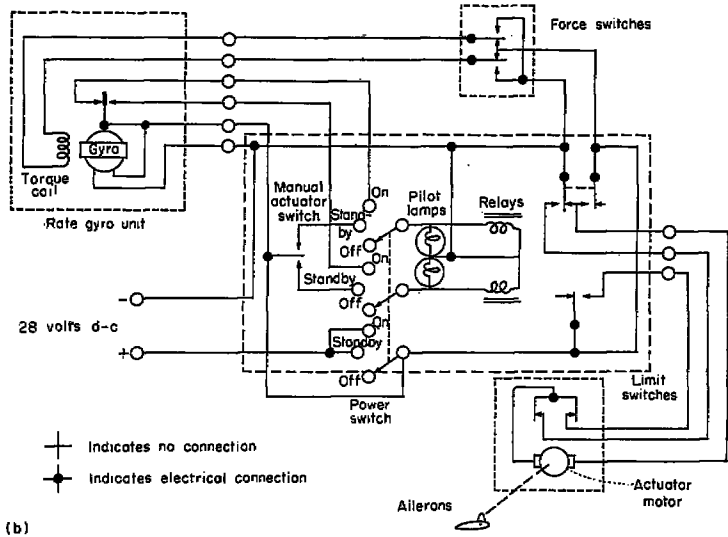 Force switches
Gyro
Torque
coil
Rate gyro unit
Manual
actuator
switch
On
Stand-
by
Off
Pilot
lamps
Relays
On
Standby
Off
On
Standby
Off
-
28 volts d-c
+
Power
switch
Limit
switches
Indicates no connection
Indicates electrical connection
Actuator
motor
Ailerons
(b)